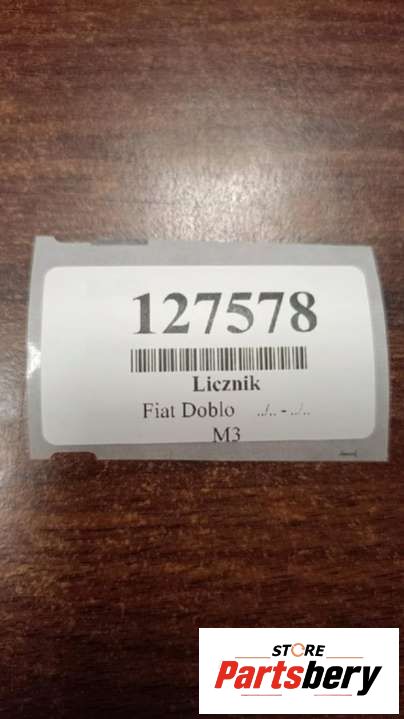 127578
Licznik
Fiat Doblo ../.. - ../..
M3
STORE
Partsbery